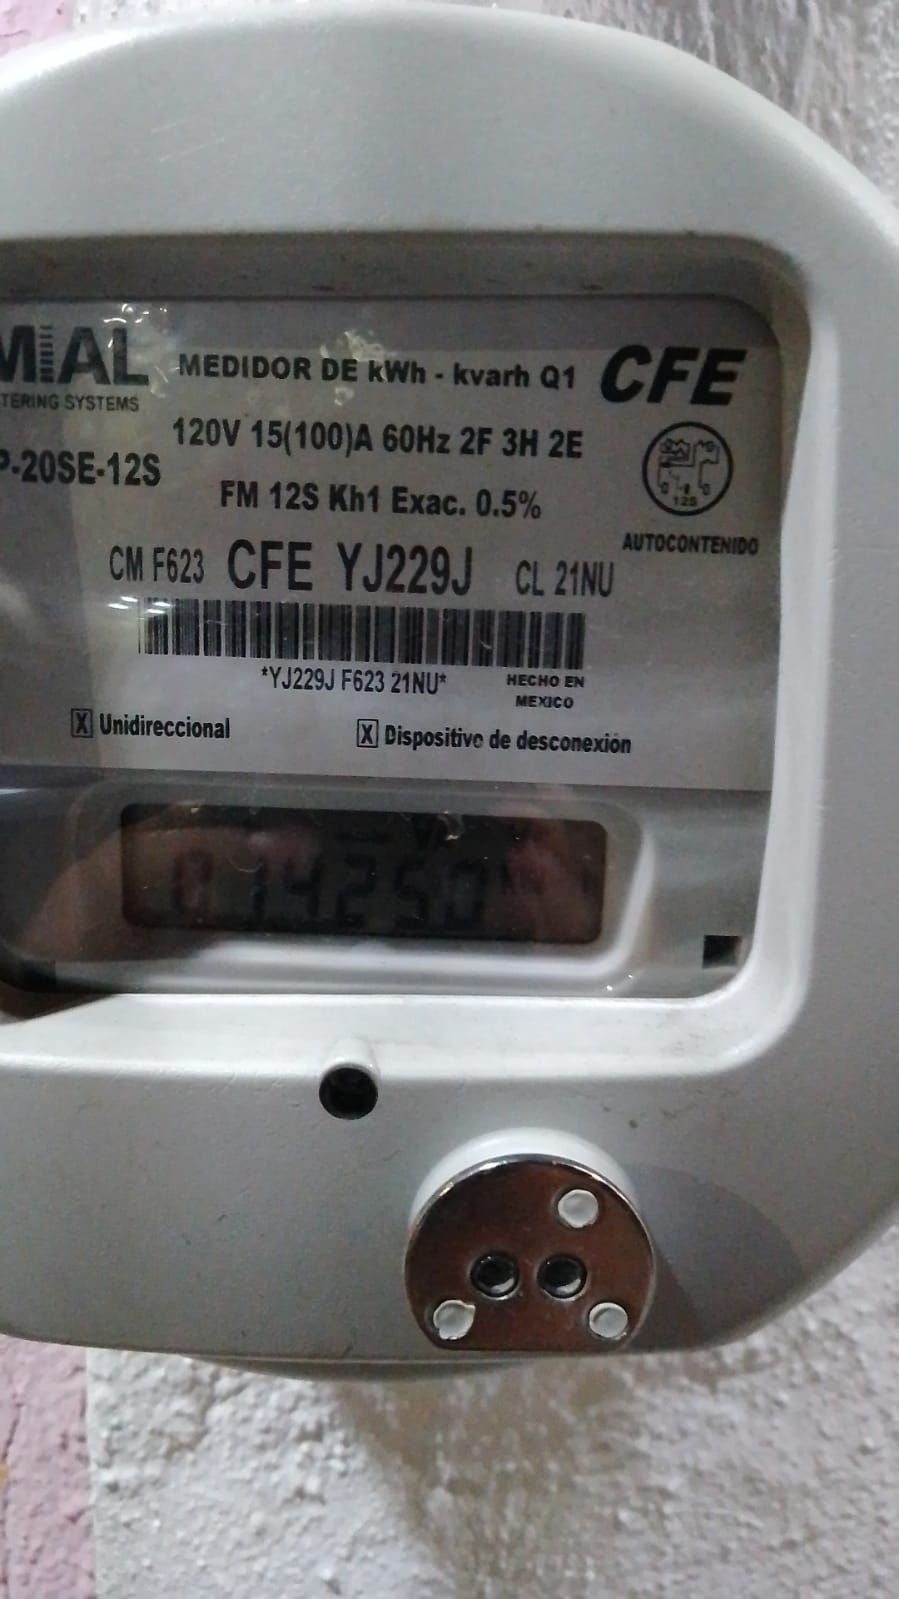 MIAL
TERING SYSTEMS
MEDIDOR DE kWh - kvarh Q1
CFE
P-20SE-12S
120V 15(100)A 60Hz 2F 3H 2E
FM 12S Kh1 Exac. 0.5%
12S
AUTOCONTENIDO
CM F623 CFE YJ229J CL 21NU
*YJ229J F623 21NU*
HECHO EN
MEXICO
X Unidireccional
X Dispositivo de desconexión